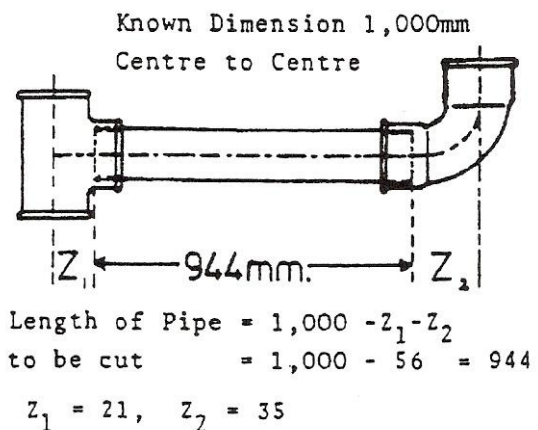 Known Dimension 1,000mm
Centre to Centre
Z₁ 944mm. Z₂
Length of Pipe = 1,000 -Z₁-Z₂
to be cut = 1,000 - 56 = 944
Z₁ = 21, Z₂ = 35